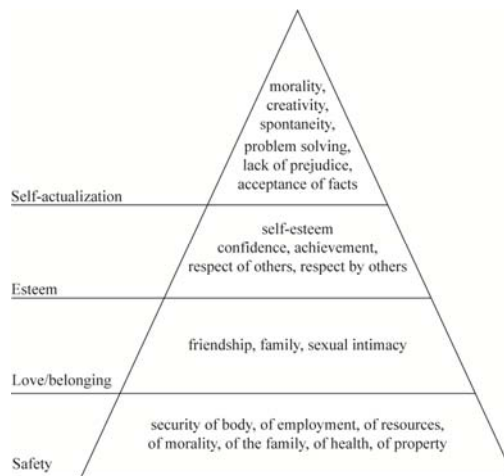 morality,
creativity,
spontaneity,
problem solving,
lack of prejudice,
acceptance of facts
Self-actualization
self-esteem
confidence, achievement,
respect of others, respect by others
Esteem
friendship, family, sexual intimacy
Love/belonging
security of body, of employment, of resources,
of morality, of the family, of health, of property
Safety